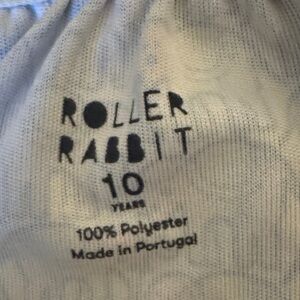 ROLLER
RABBIT
10
YEARS
100% Polyester
Made in Portugal